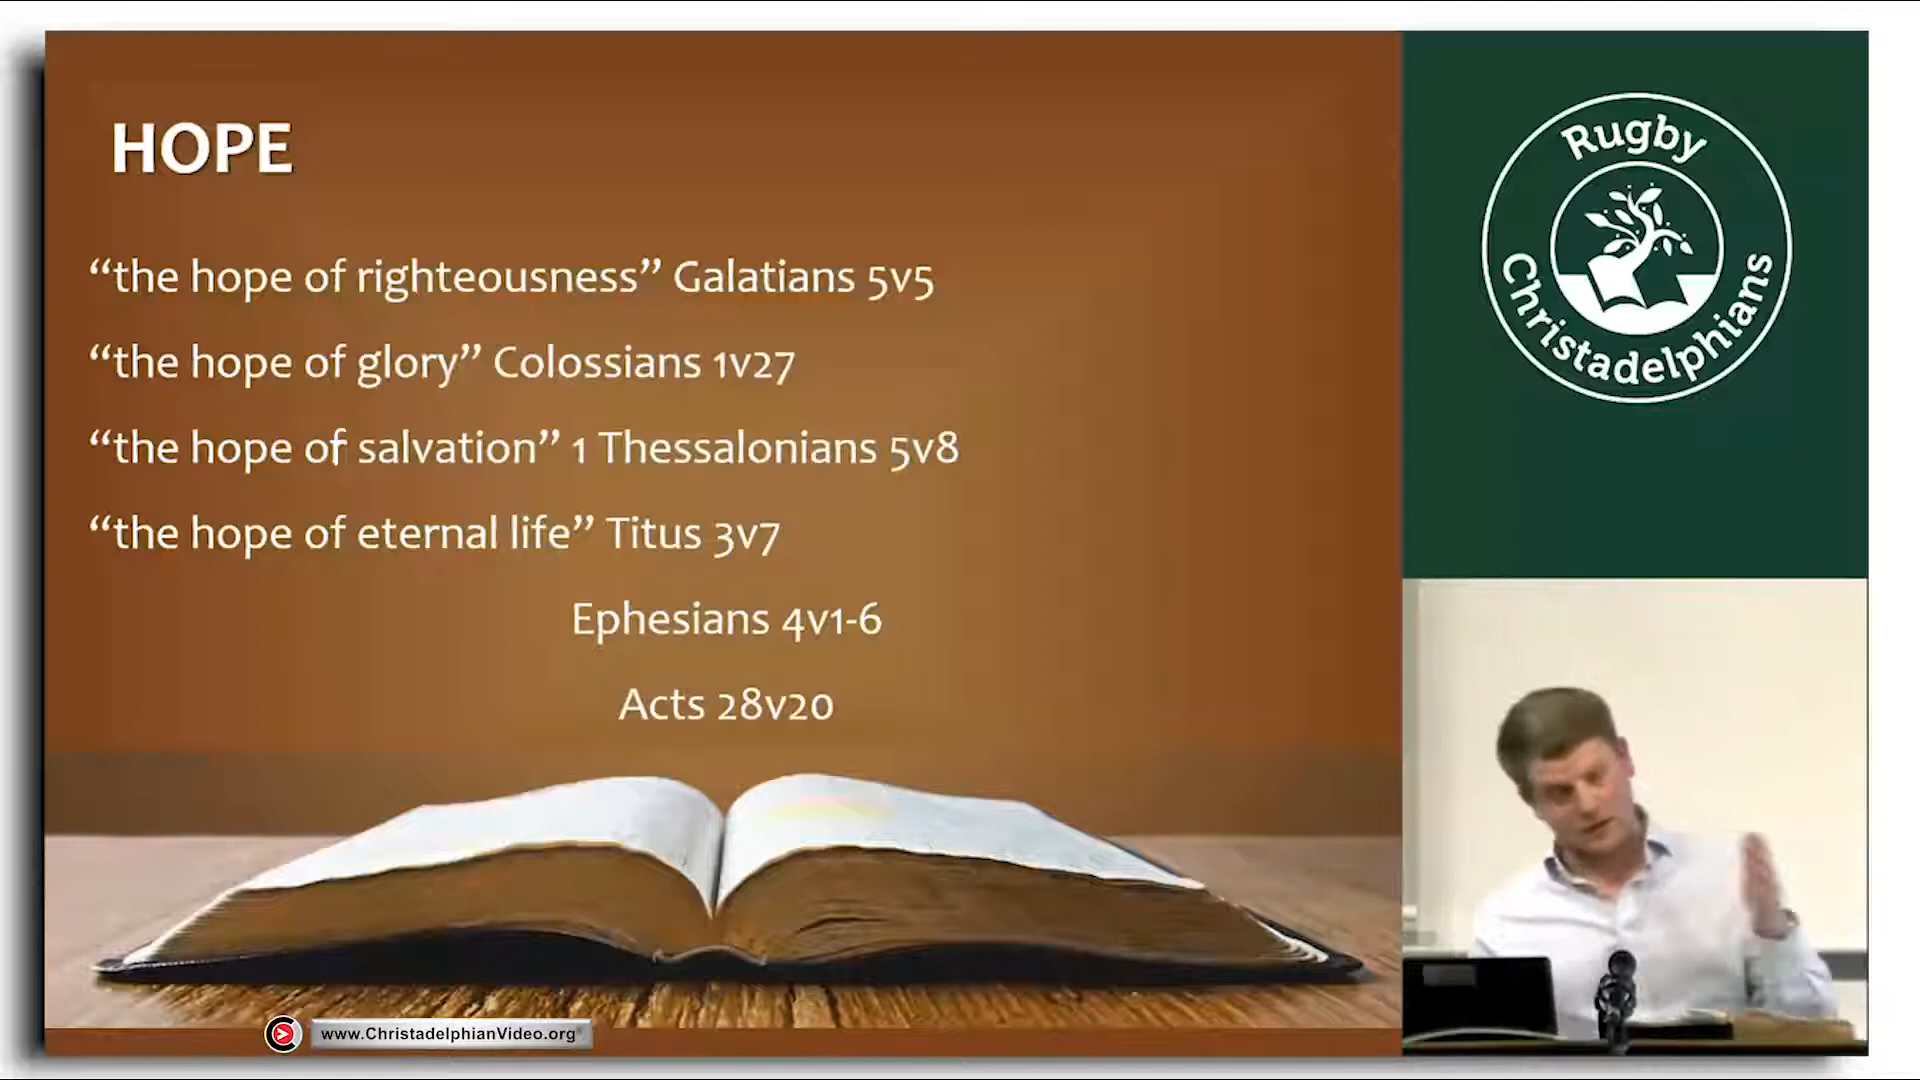 HOPE
“the hope of righteousness” Galatians 5v5
“the hope of glory” Colossians 1v27
“the hope of salvation” 1 Thessalonians 5v8
“the hope of eternal life” Titus 3v7
Ephesians 4v1-6
Acts 28v20
Rugby
Christadelphians
www.ChristadelphianVideo.org